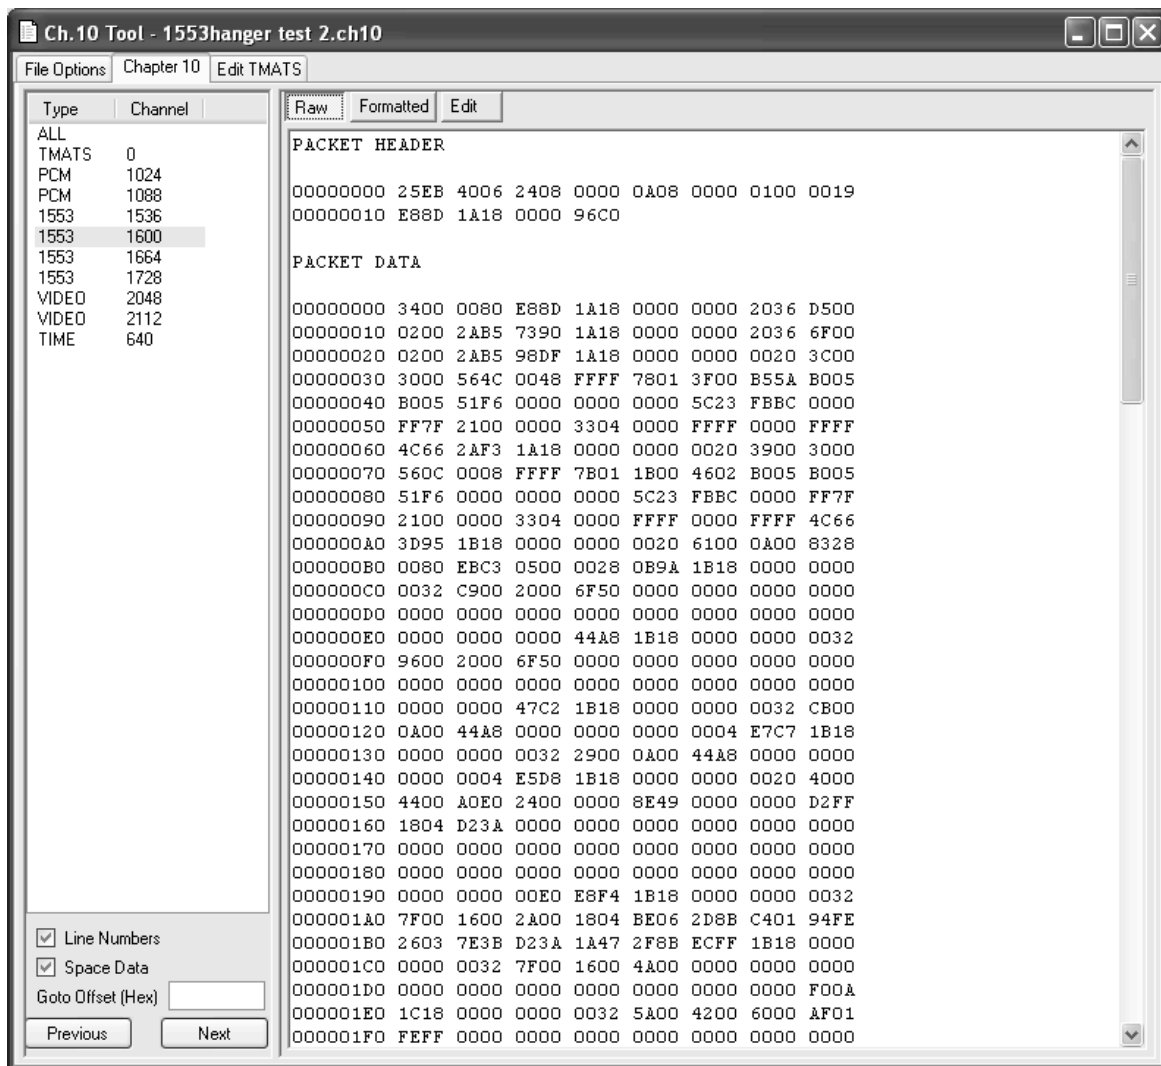 Ch.10 Tool - 1553hanger test 2.ch10
File Options Chapter 10 Edit TMATS
Type Channel
ALL
TMATS 0
PCM 1024
PCM 1088
1553 1536
1553 1600
1553 1664
1553 1728
VIDEO 2048
VIDEO 2112
TIME 640
Line Numbers
Space Data
Goto Offset (Hex)
Previous Next
Raw Formatted Edit
PACKET HEADER
00000000 25EB 4006 2408 0000 0A08 0000 0100 0019
00000010 E88D 1A18 0000 96C0
PACKET DATA
00000000 3400 0080 E88D 1A18 0000 0000 2036 D500
00000010 0200 2AB5 7390 1A18 0000 0000 2036 6F00
00000020 0200 2AB5 98DF 1A18 0000 0000 0020 3C00
00000030 3000 564C 0048 FFFF 7801 3F00 B55A B005
00000040 B005 51F6 0000 0000 0000 5C23 FBBC 0000
00000050 FF7F 2100 0000 3304 0000 FFFF 0000 FFFF
00000060 4C66 2AF3 1A18 0000 0000 0020 3900 3000
00000070 560C 0008 FFFF 7B01 1B00 4602 B005 B005
00000080 51F6 0000 0000 0000 5C23 FBBC 0000 FF7F
00000090 2100 0000 3304 0000 FFFF 0000 FFFF 4C66
000000A0 3D95 1B18 0000 0000 0020 6100 0A00 8328
000000B0 0080 EBC3 0500 0028 0B9A 1B18 0000 0000
000000C0 0032 C900 2000 6F50 0000 0000 0000 0000
000000D0 0000 0000 0000 0000 0000 0000 0000 0000
000000E0 0000 0000 0000 44A8 1B18 0000 0000 0032
000000F0 9600 2000 6F50 0000 0000 0000 0000 0000
00000100 0000 0000 0000 0000 0000 0000 0000 0000
00000110 0000 0000 47C2 1B18 0000 0000 0032 CB00
00000120 0A00 44A8 0000 0000 0000 0004 E7C7 1B18
00000130 0000 0000 0032 2900 0A00 44A8 0000 0000
00000140 0000 0004 E5D8 1B18 0000 0000 0020 4000
00000150 4400 A0E0 2400 0000 8E49 0000 0000 D2FF
00000160 1804 D23A 0000 0000 0000 0000 0000 0000
00000170 0000 0000 0000 0000 0000 0000 0000 0000
00000180 0000 0000 0000 0000 0000 0000 0000 0000
00000190 0000 0000 00E0 E8F4 1B18 0000 0000 0032
000001A0 7F00 1600 2A00 1804 BE06 2D8B C401 94FE
000001B0 2603 7E3B D23A 1A47 2F8B ECFF 1B18 0000
000001C0 0000 0032 7F00 1600 4A00 0000 0000 0000
000001D0 0000 0000 0000 0000 0000 0000 0000 F00A
000001E0 1C18 0000 0000 0032 5A00 4200 6000 AF01
000001F0 FEFF 0000 0000 0000 0000 0000 0000 0000